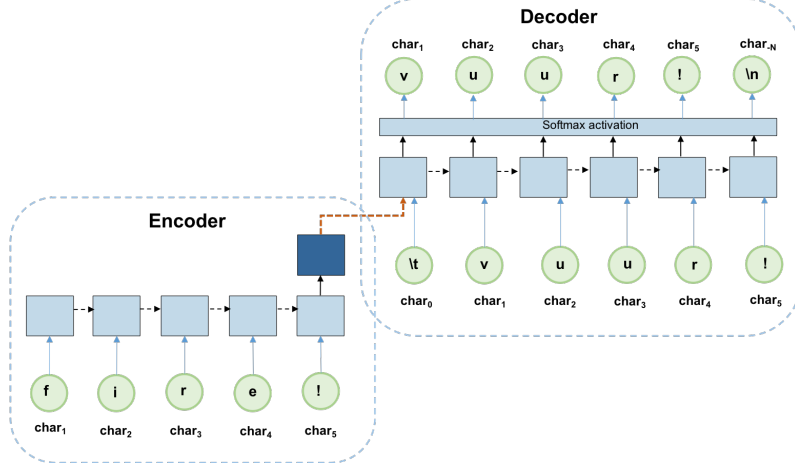 Decoder
char₁ char₂ char₃ char₄ char₅ char₋N
v u u r ! \n
Softmax activation
\t v u u r !
char₀ char₁ char₂ char₃ char₄ char₅
Encoder
f i r e !
char₁ char₂ char₃ char₄ char₅